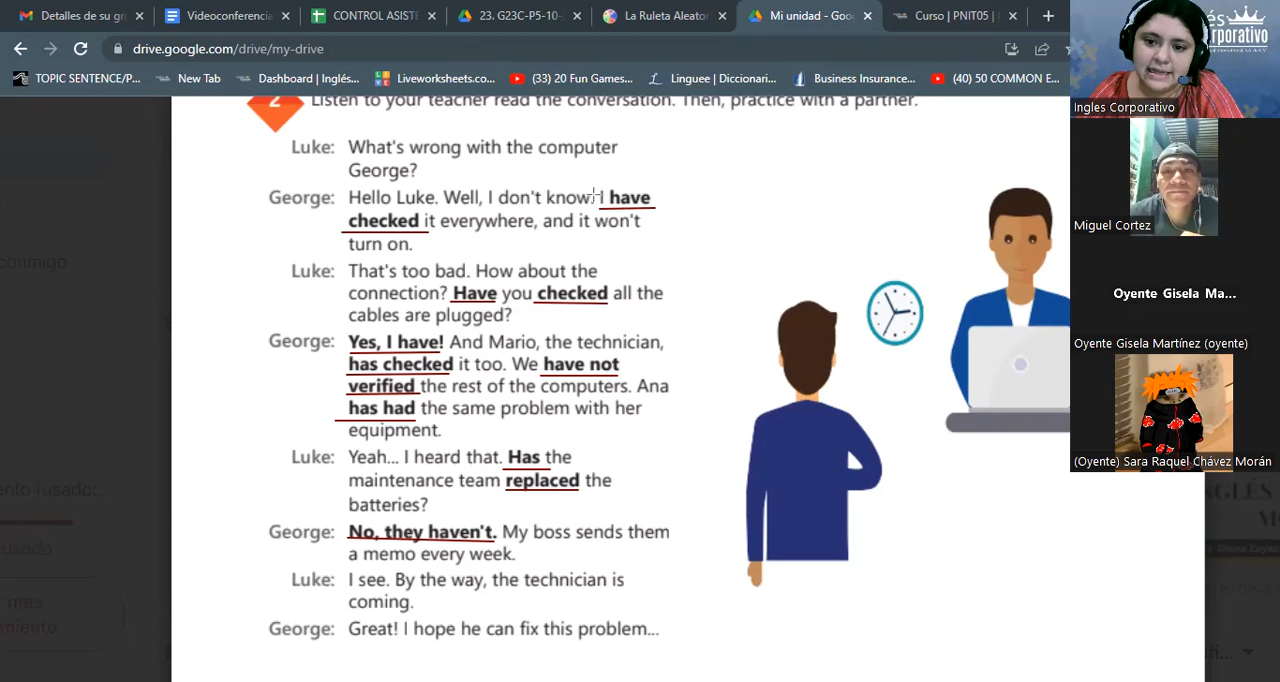 Detalles de su gr
Videoconferencia
CONTROL ASIST
23. G23C-P5-10-
La Ruleta Aleator
Mi unidad - Goo
Curso | PNIT05 |
drive.google.com/drive/my-drive
TOPIC SENTENCE/P...
New Tab
Dashboard | Inglés...
Liveworksheets.co...
(33) 20 Fun Games...
Linguee | Diccionari...
Business Insurance...
(40) 50 COMMON E...
2 Listen to your teacher read the conversation. Then, practice with a partner.
Luke: What's wrong with the computer
George?
George: Hello Luke. Well, I don't know. I have
checked it everywhere, and it won't
turn on.
Luke: That's too bad. How about the
connection? Have you checked all the
cables are plugged?
George: Yes, I have! And Mario, the technician,
has checked it too. We have not
verified the rest of the computers. Ana
has had the same problem with her
equipment.
Luke: Yeah... I heard that. Has the
maintenance team replaced the
batteries?
George: No, they haven't. My boss sends them
a memo every week.
Luke: I see. By the way, the technician is
coming.
George: Great! I hope he can fix this problem...
és
orporativo
Ingles Corporativo
Miguel Cortez
Oyente Gisela Ma...
Oyente Gisela Martínez (oyente)
(Oyente) Sara Raquel Chávez Morán
conmigo
usado
mas
miento